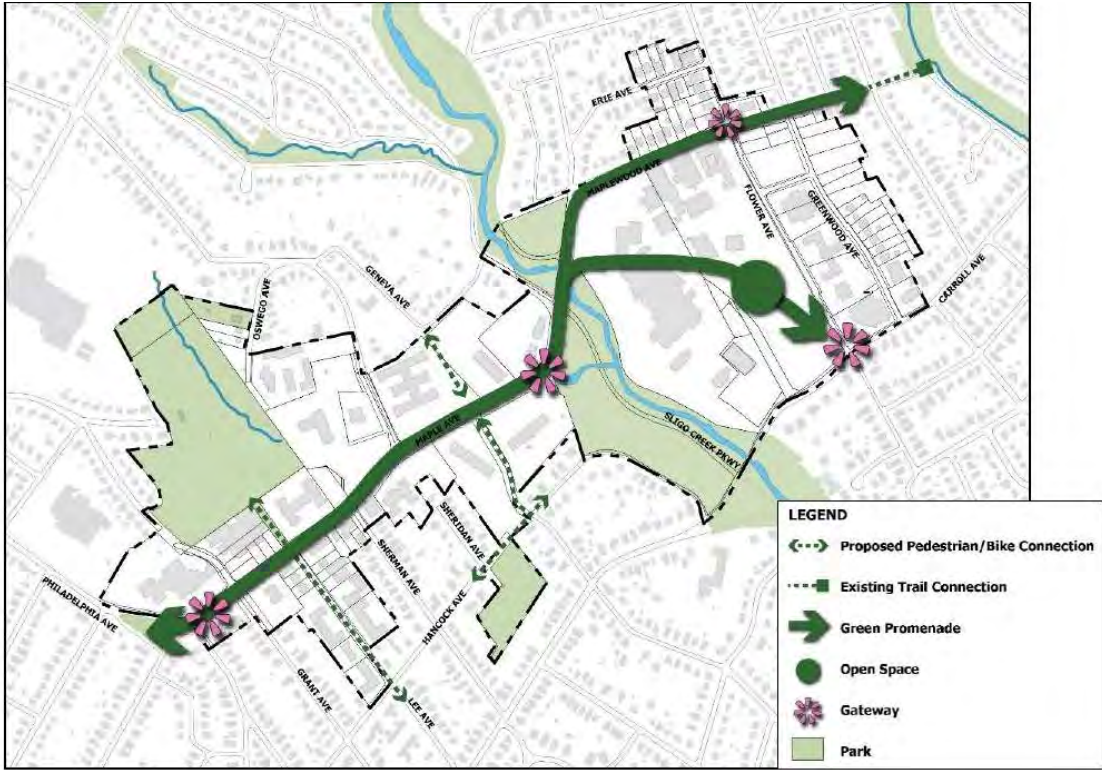 ERIE AVE
MAPLEWOOD AVE
FLOWER AVE
GREENWOOD AVE
CARROLL AVE
GENEVA AVE
OSWEGO AVE
MAPLE AVE
SLIGO CREEK PKWY
SHERIDAN AVE
SHERMAN AVE
HANCOCK AVE
PHILADELPHIA AVE
GRANT AVE
LEE AVE
LEGEND
Proposed Pedestrian/Bike Connection
Existing Trail Connection
Green Promenade
Open Space
Gateway
Park